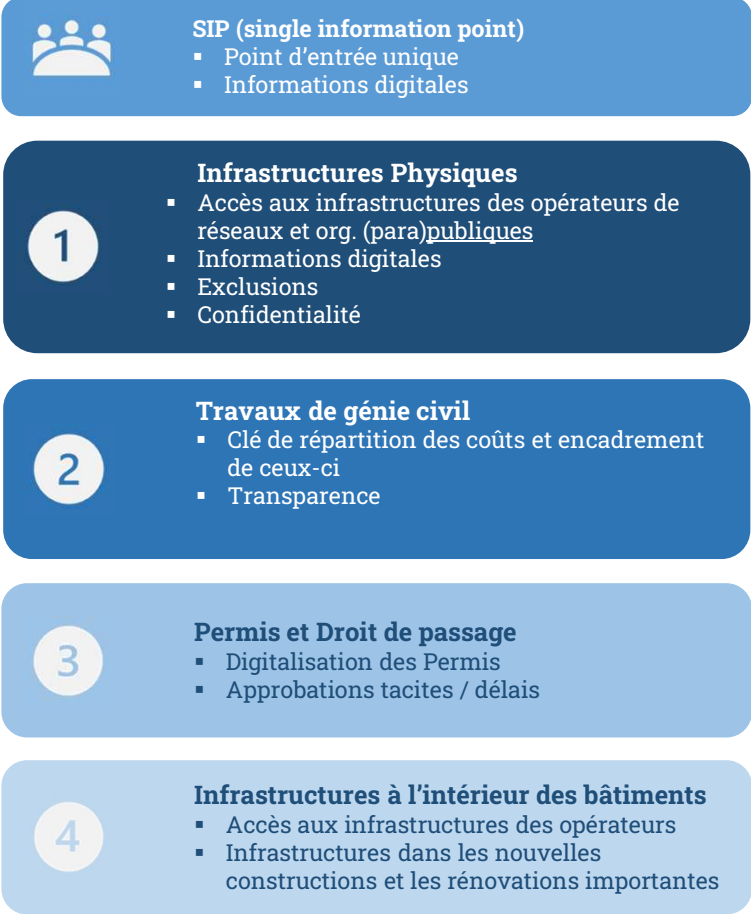 SIP (single information point)
▪ Point d’entrée unique
▪ Informations digitales
1
Infrastructures Physiques
▪ Accès aux infrastructures des opérateurs de
réseaux et org. (para)publiques
▪ Informations digitales
▪ Exclusions
▪ Confidentialité
2
Travaux de génie civil
▪ Clé de répartition des coûts et encadrement
de ceux-ci
▪ Transparence
3
Permis et Droit de passage
▪ Digitalisation des Permis
▪ Approbations tacites / délais
4
Infrastructures à l’intérieur des bâtiments
▪ Accès aux infrastructures des opérateurs
▪ Infrastructures dans les nouvelles
constructions et les rénovations importantes